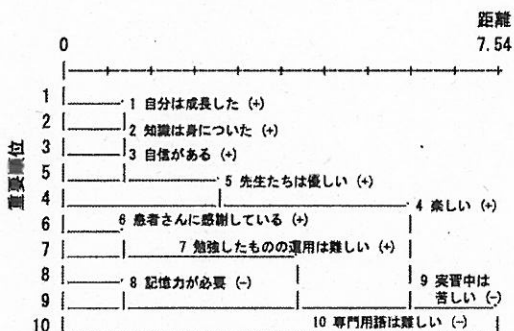 距離
0 7.54
重要順位
1
1 自分は成長した (+)
2
2 知識は身についた (+)
3
3 自信がある (+)
5
5 先生たちは優しい (+)
4
4 楽しい (+)
6
6 患者さんに感謝している (+)
7
7 勉強したものの運用は難しい (+)
8
8 記憶力が必要 (-)
9 実習中は
苦しい (-)
9
10
10 専門用語は難しい (-)